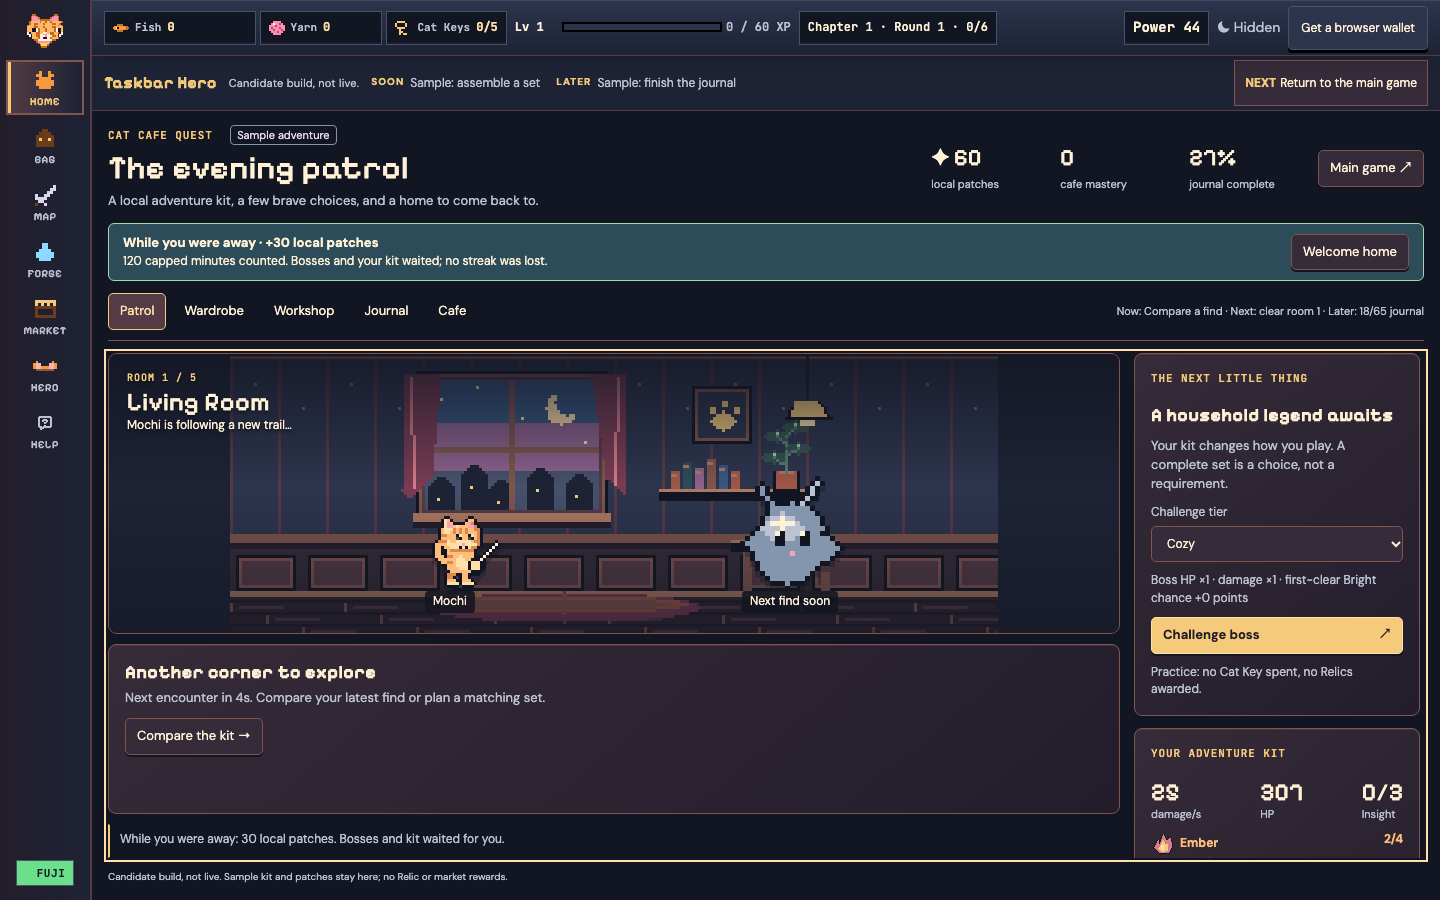 Fish 0
Yarn 0
Cat Keys 0/5
Lv 1
0 / 60 XP
Chapter 1 · Round 1 · 0/6
Power 44
Hidden
Get a browser wallet
HOME
BAG
MAP
FORGE
MARKET
HERO
HELP
FUJI
Taskbar Hero
Candidate build, not live.
SOON Sample: assemble a set
LATER Sample: finish the journal
NEXT Return to the main game
CAT CAFE QUEST
Sample adventure
The evening patrol
A local adventure kit, a few brave choices, and a home to come back to.
✦ 60
local patches
0
cafe mastery
27%
journal complete
Main game ↗
While you were away · +30 local patches
120 capped minutes counted. Bosses and your kit waited; no streak was lost.
Welcome home
Patrol
Wardrobe
Workshop
Journal
Cafe
Now: Compare a find · Next: clear room 1 · Later: 18/65 journal
ROOM 1 / 5
Living Room
Mochi is following a new trail...
Mochi
Next find soon
Another corner to explore
Next encounter in 4s. Compare your latest find or plan a matching set.
Compare the kit →
While you were away: 30 local patches. Bosses and kit waited for you.
THE NEXT LITTLE THING
A household legend awaits
Your kit changes how you play. A
complete set is a choice, not a
requirement.
Challenge tier
Cozy
Boss HP ×1 · damage ×1 · first-clear Bright
chance +0 points
Challenge boss ↗
Practice: no Cat Key spent, no Relics
awarded.
YOUR ADVENTURE KIT
28
damage/s
307
HP
0/3
Insight
Ember
2/4
Candidate build, not live. Sample kit and patches stay here; no Relic or market rewards.